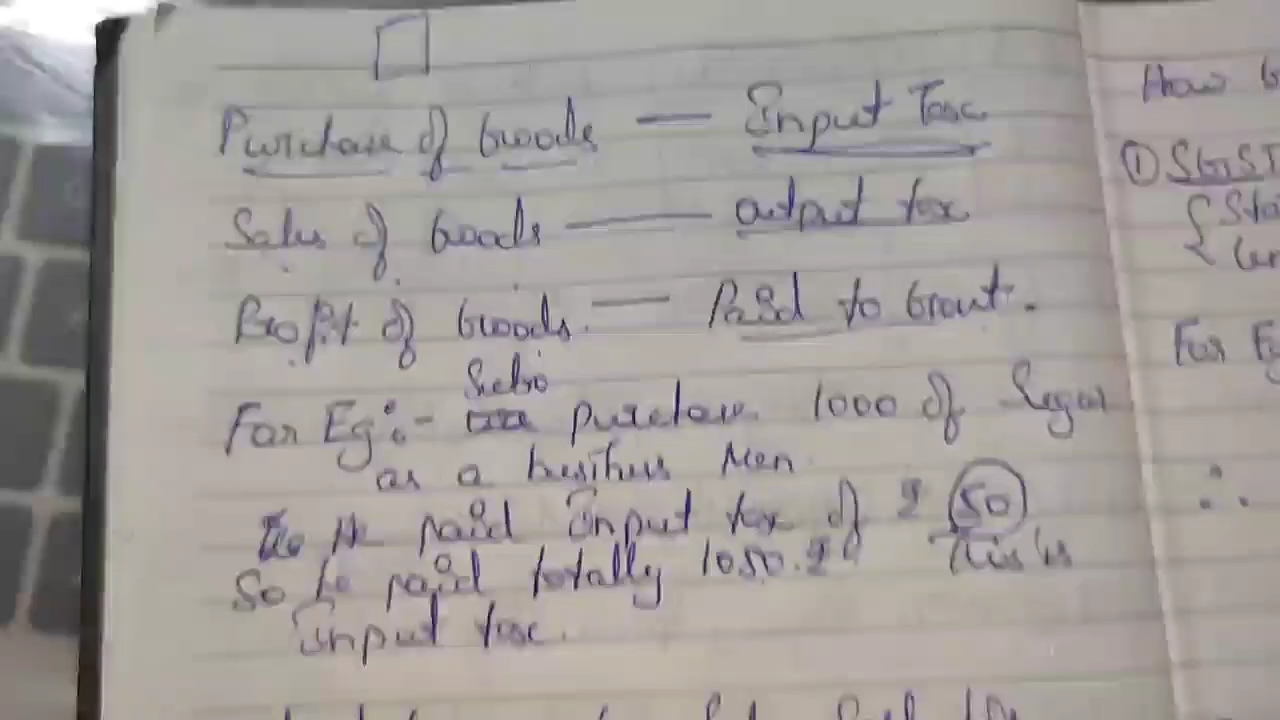 Purchase of Goods — Input Tax
Sales of Goods — output tax
Profit of Goods. — Paid to Govt.
For Eg:- purchase 1000 of Sugar
as a business Men.
he paid Input tax of ₹ 50
So he paid totally 1050.₹ This is
Input tax.
How
① SGST
For Eg
∴